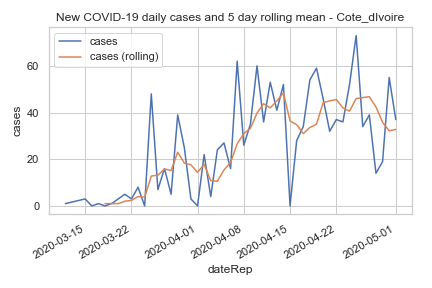 New COVID-19 daily cases and 5 day rolling mean - Cote_dIvoire
cases
cases (rolling)
60
40
20
0
cases
2020-03-15
2020-03-22
2020-04-01
2020-04-08
2020-04-15
2020-04-22
2020-05-01
dateRep